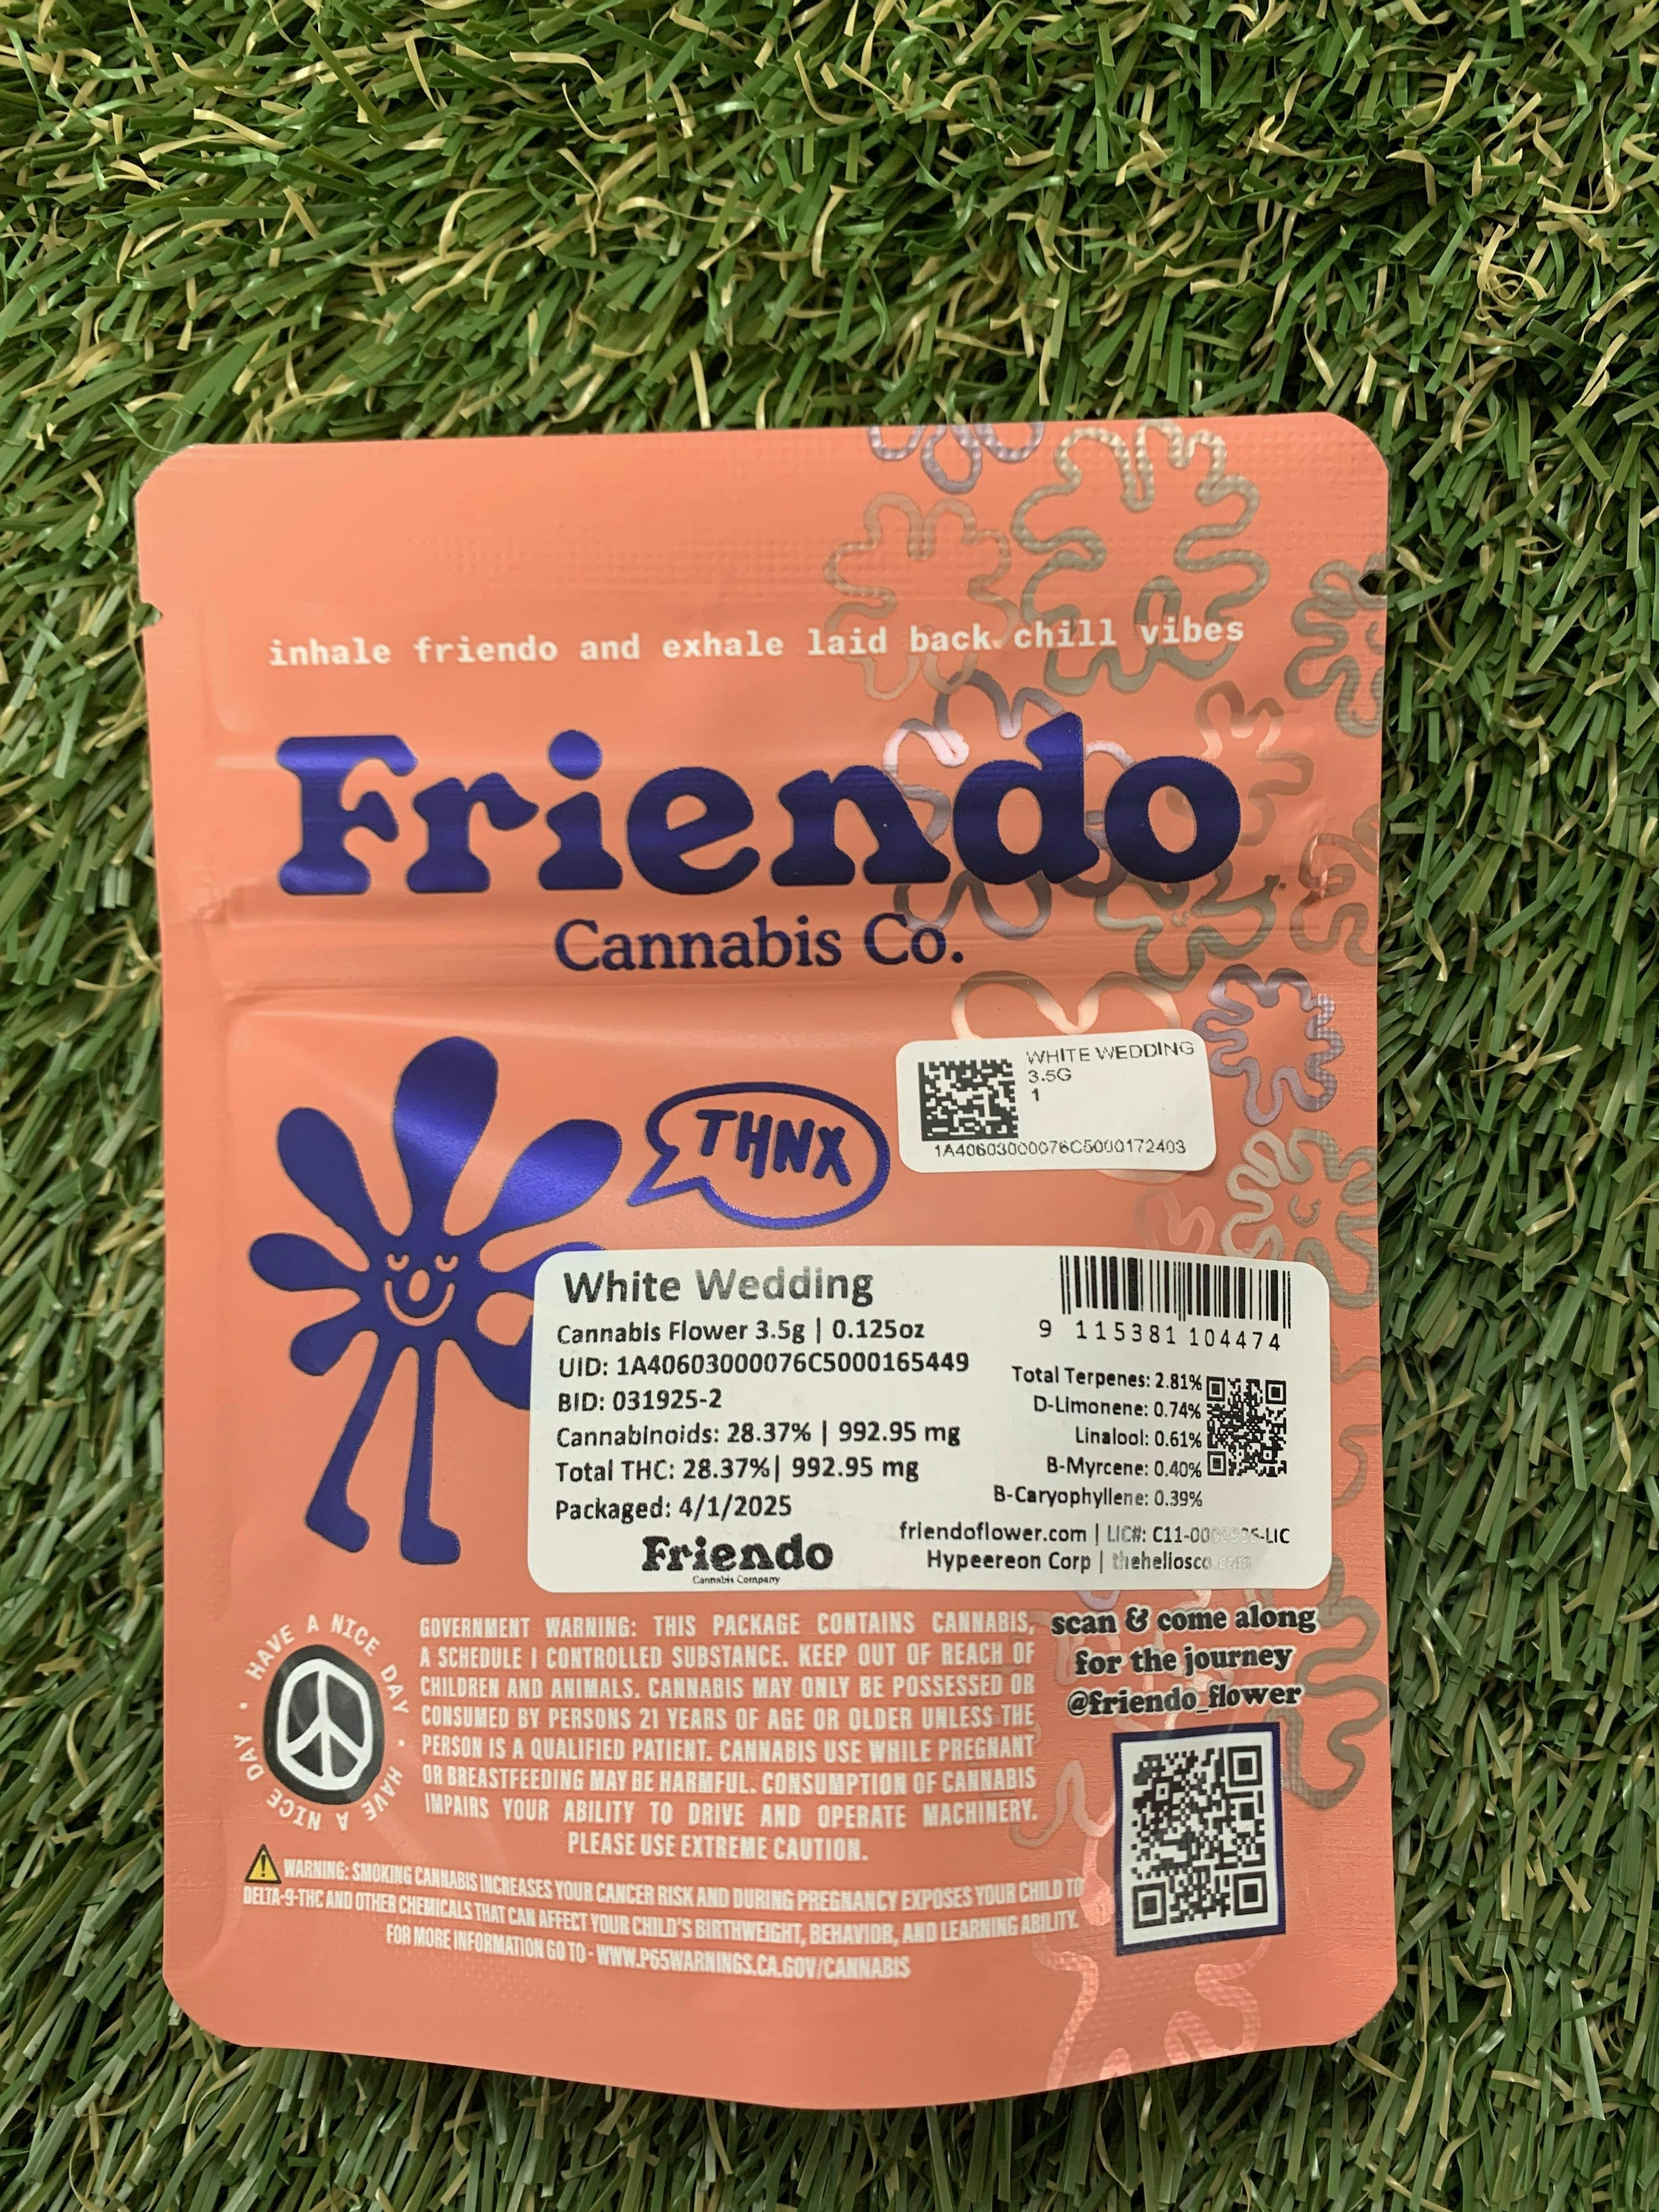 inhale friendo and exhale laid back chill vibes
Friendo
Cannabis Co.
THNX
WHITE WEDDING
3.5G
1
1A40603000076C5000172403
White Wedding
Cannabis Flower 3.5g | 0.125oz
UID: 1A40603000076C5000165449
BID: 031925-2
Cannabinoids: 28.37% | 992.95 mg
Total THC: 28.37%| 992.95 mg
Packaged: 4/1/2025
Friendo
Cannabis Company
9 115381 104474
Total Terpenes: 2.81%
D-Limonene: 0.74%
Linalool: 0.61%
B-Myrcene: 0.40%
B-Caryophyllene: 0.39%
friendoflower.com | LIC#:
Hypeereon Corp | theheliosco.com
HAVE A NICE DAY • HAVE A NICE DAY •
GOVERNMENT WARNING: THIS PACKAGE CONTAINS CANNABIS,
A SCHEDULE I CONTROLLED SUBSTANCE. KEEP OUT OF REACH OF
CHILDREN AND ANIMALS. CANNABIS MAY ONLY BE POSSESSED OR
CONSUMED BY PERSONS 21 YEARS OF AGE OR OLDER UNLESS THE
PERSON IS A QUALIFIED PATIENT. CANNABIS USE WHILE PREGNANT
OR BREASTFEEDING MAY BE HARMFUL. CONSUMPTION OF CANNABIS
IMPAIRS YOUR ABILITY TO DRIVE AND OPERATE MACHINERY.
PLEASE USE EXTREME CAUTION.
WARNING: SMOKING CANNABIS INCREASES YOUR CANCER RISK AND DURING PREGNANCY EXPOSES YOUR CHILD TO
DELTA-9-THC AND OTHER CHEMICALS THAT CAN AFFECT YOUR CHILD'S BIRTHWEIGHT, BEHAVIOR, AND LEARNING ABILITY.
FOR MORE INFORMATION GO TO - WWW.P65WARNINGS.CA.GOV/CANNABIS
scan & come along
for the journey
@friendo_flower